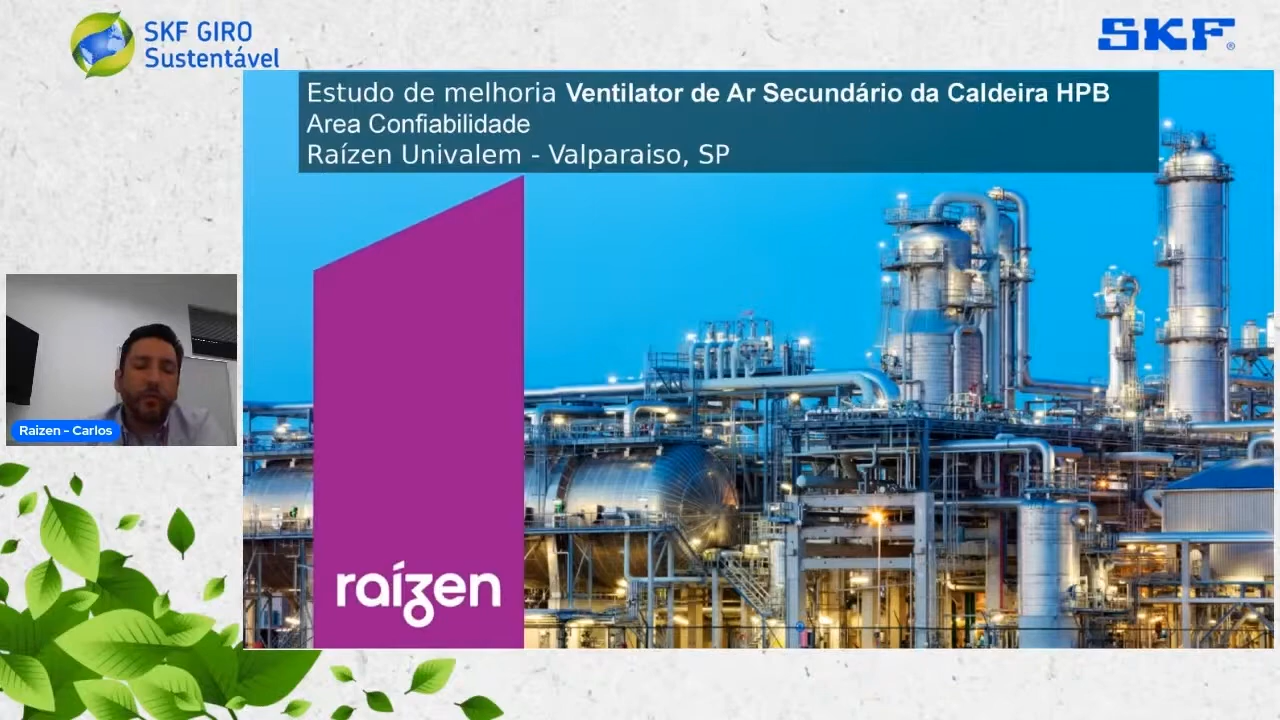 SKF GIRO
Sustentável
SKF®
Estudo de melhoria Ventilator de Ar Secundário da Caldeira HPB
Area Confiabilidade
Raízen Univalem - Valparaiso, SP
Raizen - Carlos
raízen